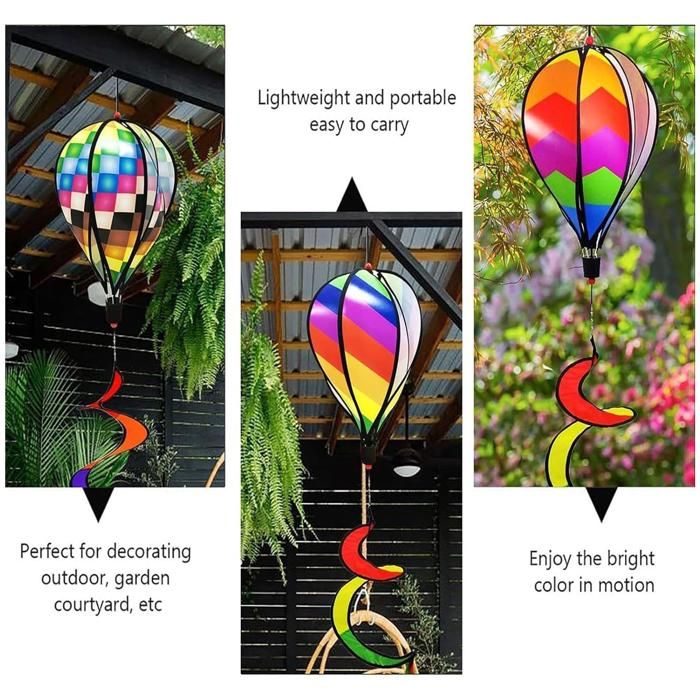 Lightweight and portable
easy to carry
Perfect for decorating
outdoor, garden
courtyard, etc
Enjoy the bright
color in motion